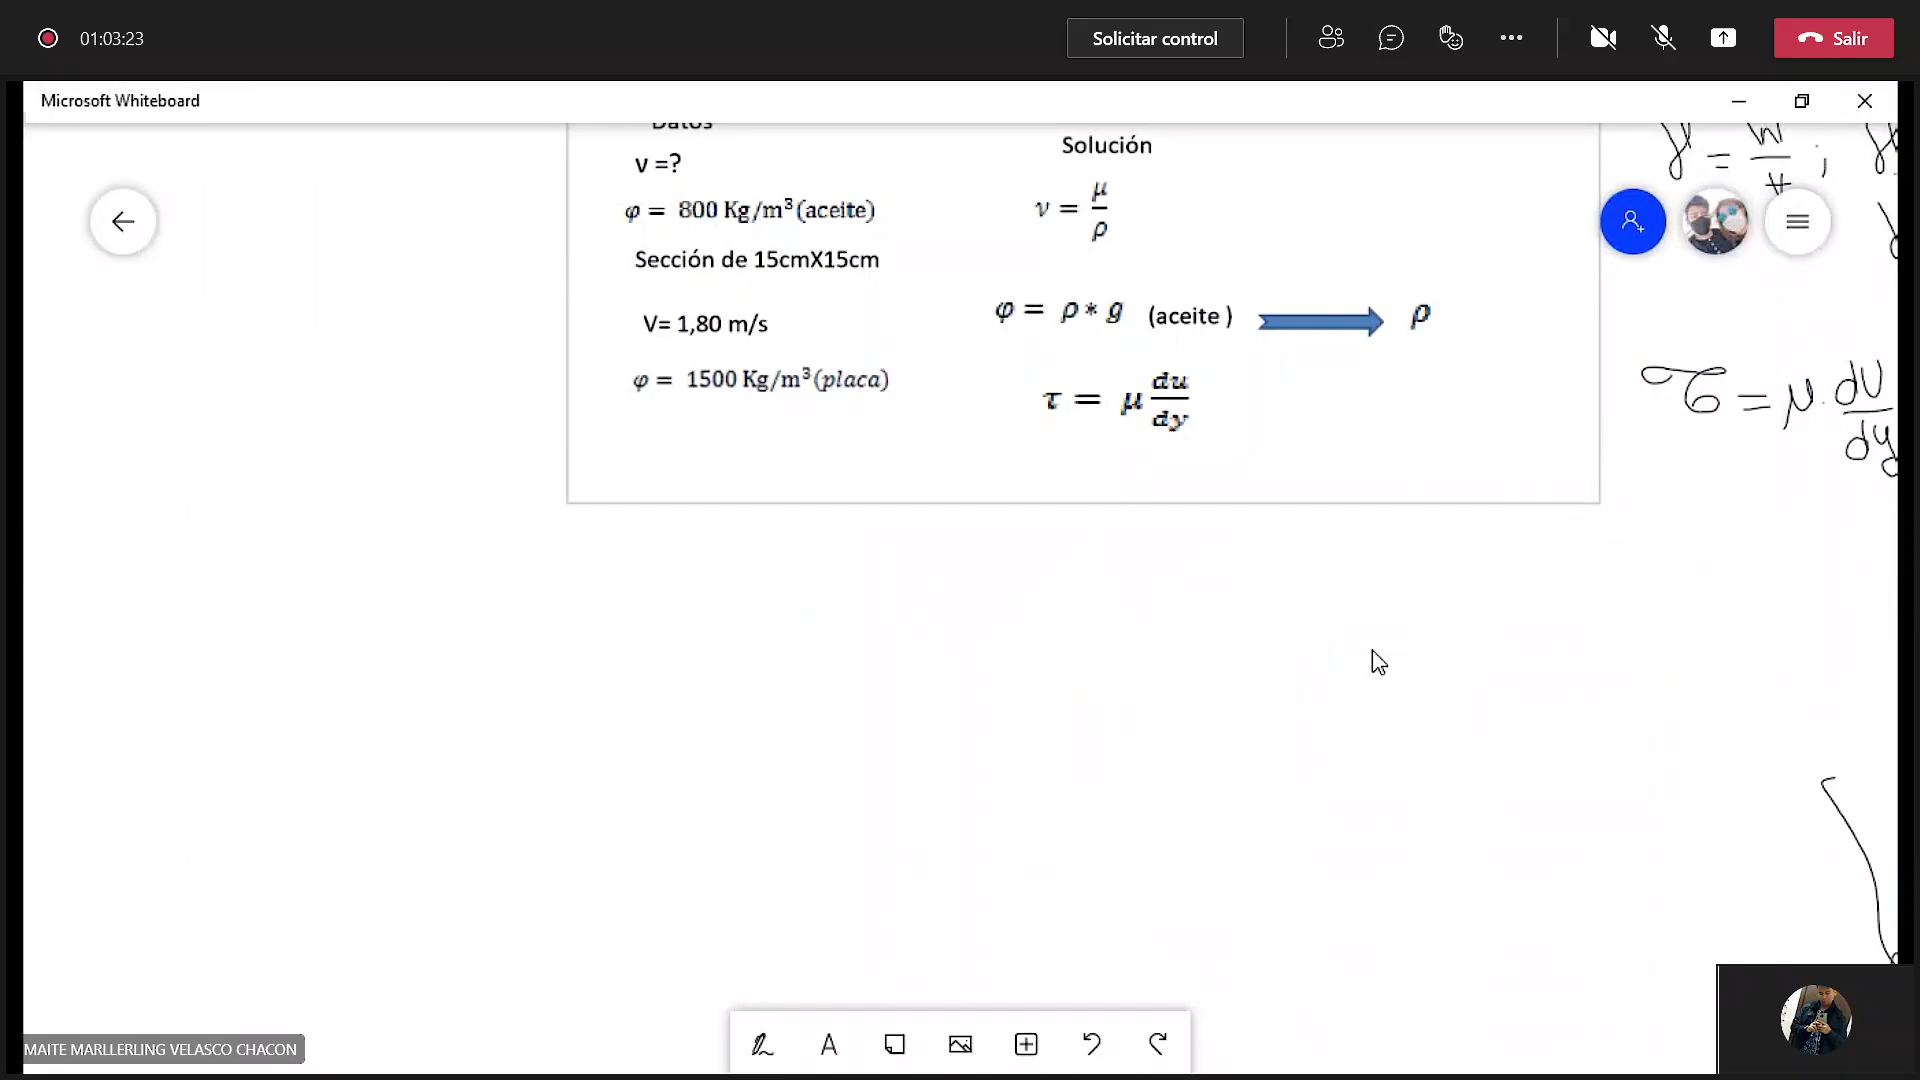 01:03:23
Solicitar control
Salir
Microsoft Whiteboard
Datos
ν =?
φ = 800 Kg/m³(aceite)
Sección de 15cmX15cm
V= 1,80 m/s
φ = 1500 Kg/m³(placa)
Solución
ν = μ/ρ
φ = ρ * g (aceite ) ρ
τ = μ du/dy
τ = μ. dU/dy
MAITE MARLLERLING VELASCO CHACON